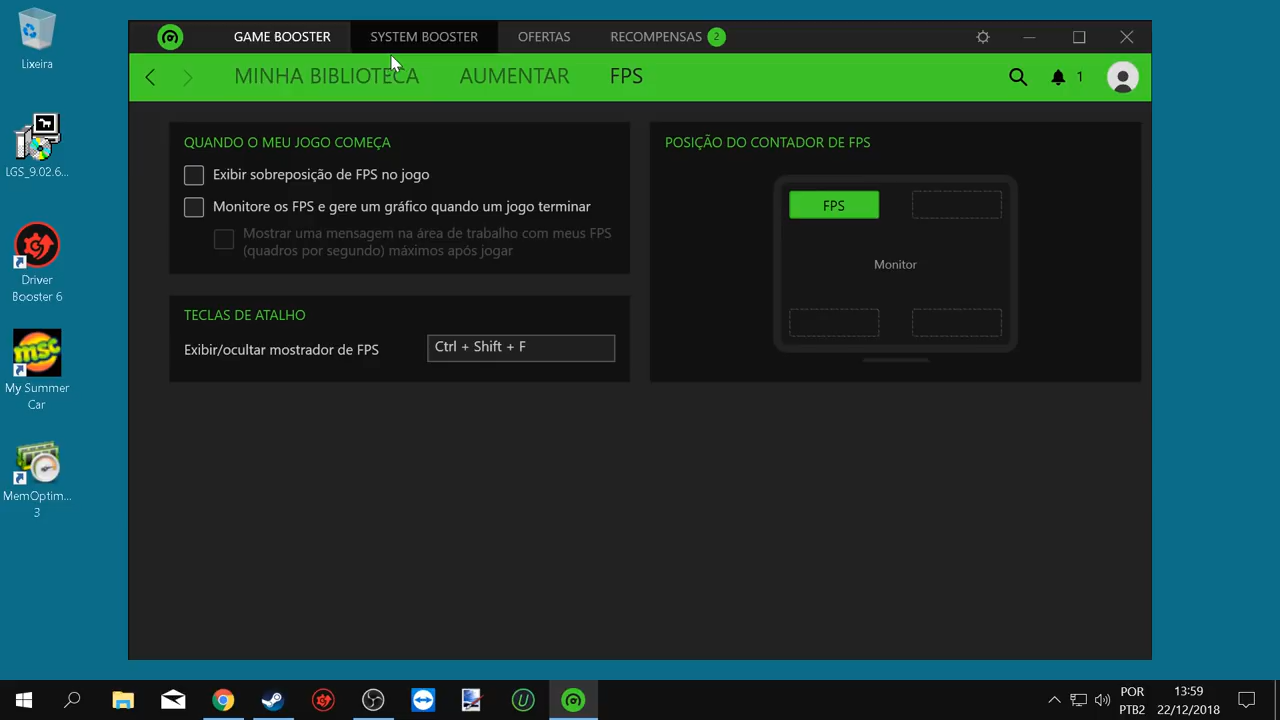 GAME BOOSTER
SYSTEM BOOSTER
OFERTAS
RECOMPENSAS 2
MINHA BIBLIOTECA
AUMENTAR
FPS
1
QUANDO O MEU JOGO COMEÇA
Exibir sobreposição de FPS no jogo
Monitore os FPS e gere um gráfico quando um jogo terminar
Mostrar uma mensagem na área de trabalho com meus FPS
(quadros por segundo) máximos após jogar
TECLAS DE ATALHO
Exibir/ocultar mostrador de FPS
Ctrl + Shift + F
POSIÇÃO DO CONTADOR DE FPS
FPS
Monitor
Lixeira
LGS_9.02.6...
Driver
Booster 6
msc
My Summer
Car
MemOptim...
3
POR
PTB2
13:59
22/12/2018